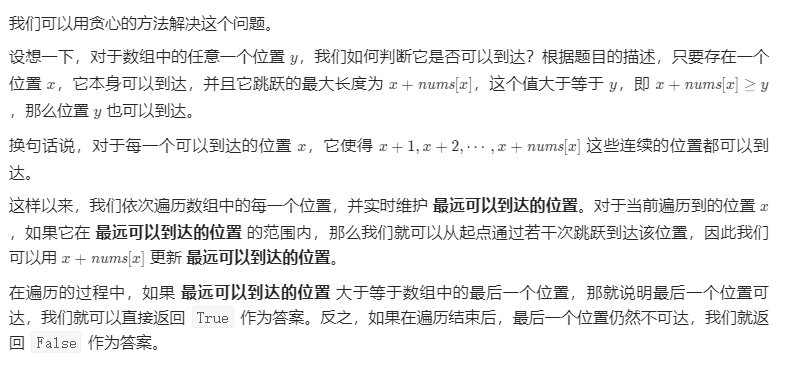 我们可以用贪心的方法解决这个问题。
设想一下，对于数组中的任意一个位置 y，我们如何判断它是否可以到达？根据题目的描述，只要存在一个
位置 x，它本身可以到达，并且它跳跃的最大长度为 x + nums[x]，这个值大于等于 y，即 x + nums[x] ≥ y
，那么位置 y 也可以到达。
换句话说，对于每一个可以到达的位置 x，它使得 x + 1, x + 2, ⋯, x + nums[x] 这些连续的位置都可以到
达。
这样以来，我们依次遍历数组中的每一个位置，并实时维护 最远可以到达的位置。对于当前遍历到的位置 x
，如果它在 最远可以到达的位置 的范围内，那么我们就可以从起点通过若干次跳跃到达该位置，因此我们
可以用 x + nums[x] 更新 最远可以到达的位置。
在遍历的过程中，如果 最远可以到达的位置 大于等于数组中的最后一个位置，那就说明最后一个位置可
达，我们就可以直接返回 True 作为答案。反之，如果在遍历结束后，最后一个位置仍然不可达，我们就返
回 False 作为答案。